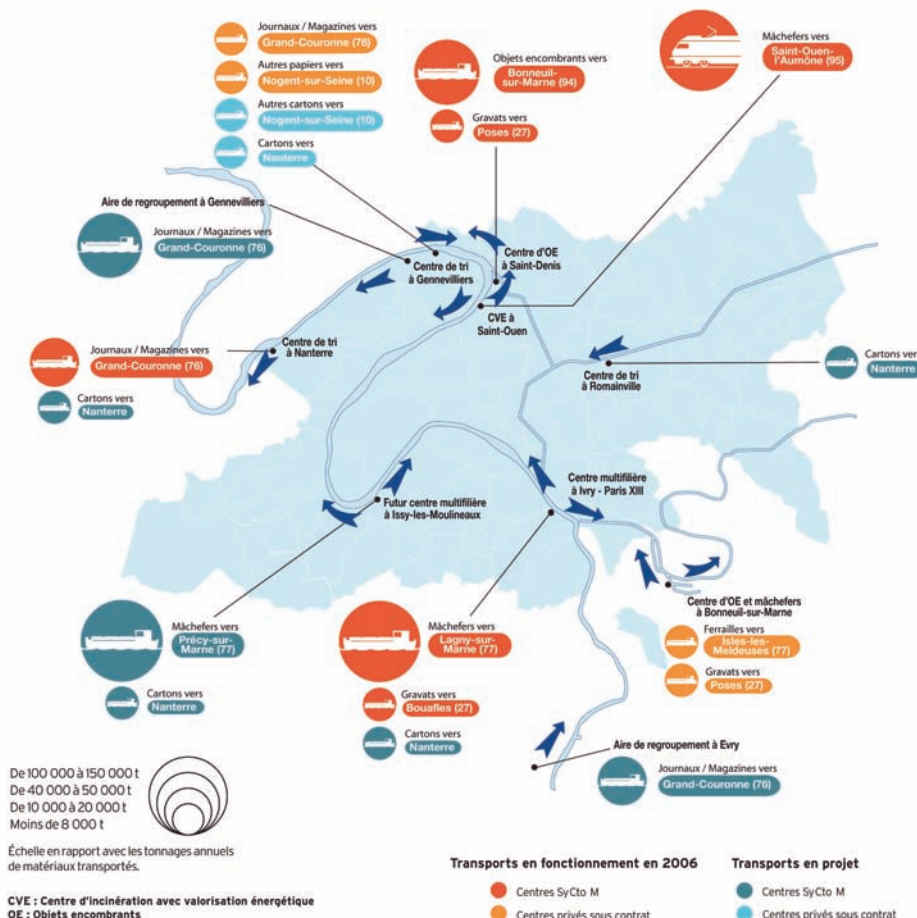 Journaux / Magazines vers
Grand-Couronne (76)
Autres papiers vers
Nogent-sur-Seine (10)
Autres cartons vers
Nogent-sur-Seine (10)
Cartons vers
Nanterre
Objets encombrants vers
Bonneuil-
sur-Marne (94)
Gravats vers
Poses (27)
Mâchefers vers
Saint-Ouen-
l'Aumône (95)
Aire de regroupement à Gennevilliers
Journaux / Magazines vers
Grand-Couronne (76)
Centre de tri
à Gennevilliers
Centre d'OE
à Saint-Denis
CVE à
Saint-Ouen
Centre de tri
à Nanterre
Journaux / Magazines vers
Grand-Couronne (76)
Cartons vers
Nanterre
Centre de tri
à Romainville
Cartons vers
Nanterre
Futur centre multifilière
à Issy-les-Moulineaux
Centre multifilière
à Ivry - Paris XIII
Centre d'OE et mâchefers
à Bonneuil-sur-Marne
Ferrailles vers
Isles-les-
Meldeuses (77)
Gravats vers
Poses (27)
Mâchefers vers
Précy-sur-
Marne (77)
Cartons vers
Nanterre
Mâchefers vers
Lagny-sur-
Marne (77)
Gravats vers
Bouafles (27)
Cartons vers
Nanterre
Aire de regroupement à Evry
Journaux / Magazines vers
Grand-Couronne (76)
De 100 000 à 150 000 t
De 40 000 à 50 000 t
De 10 000 à 20 000 t
Moins de 8 000 t
Échelle en rapport avec les tonnages annuels
de matériaux transportés.
CVE : Centre d'incinération avec valorisation énergétique
OE : Objets encombrants
Transports en fonctionnement en 2006
Centres SyCto M
Centres privés sous contrat
Transports en projet
Centres SyCto M
Centres privés sous contrat